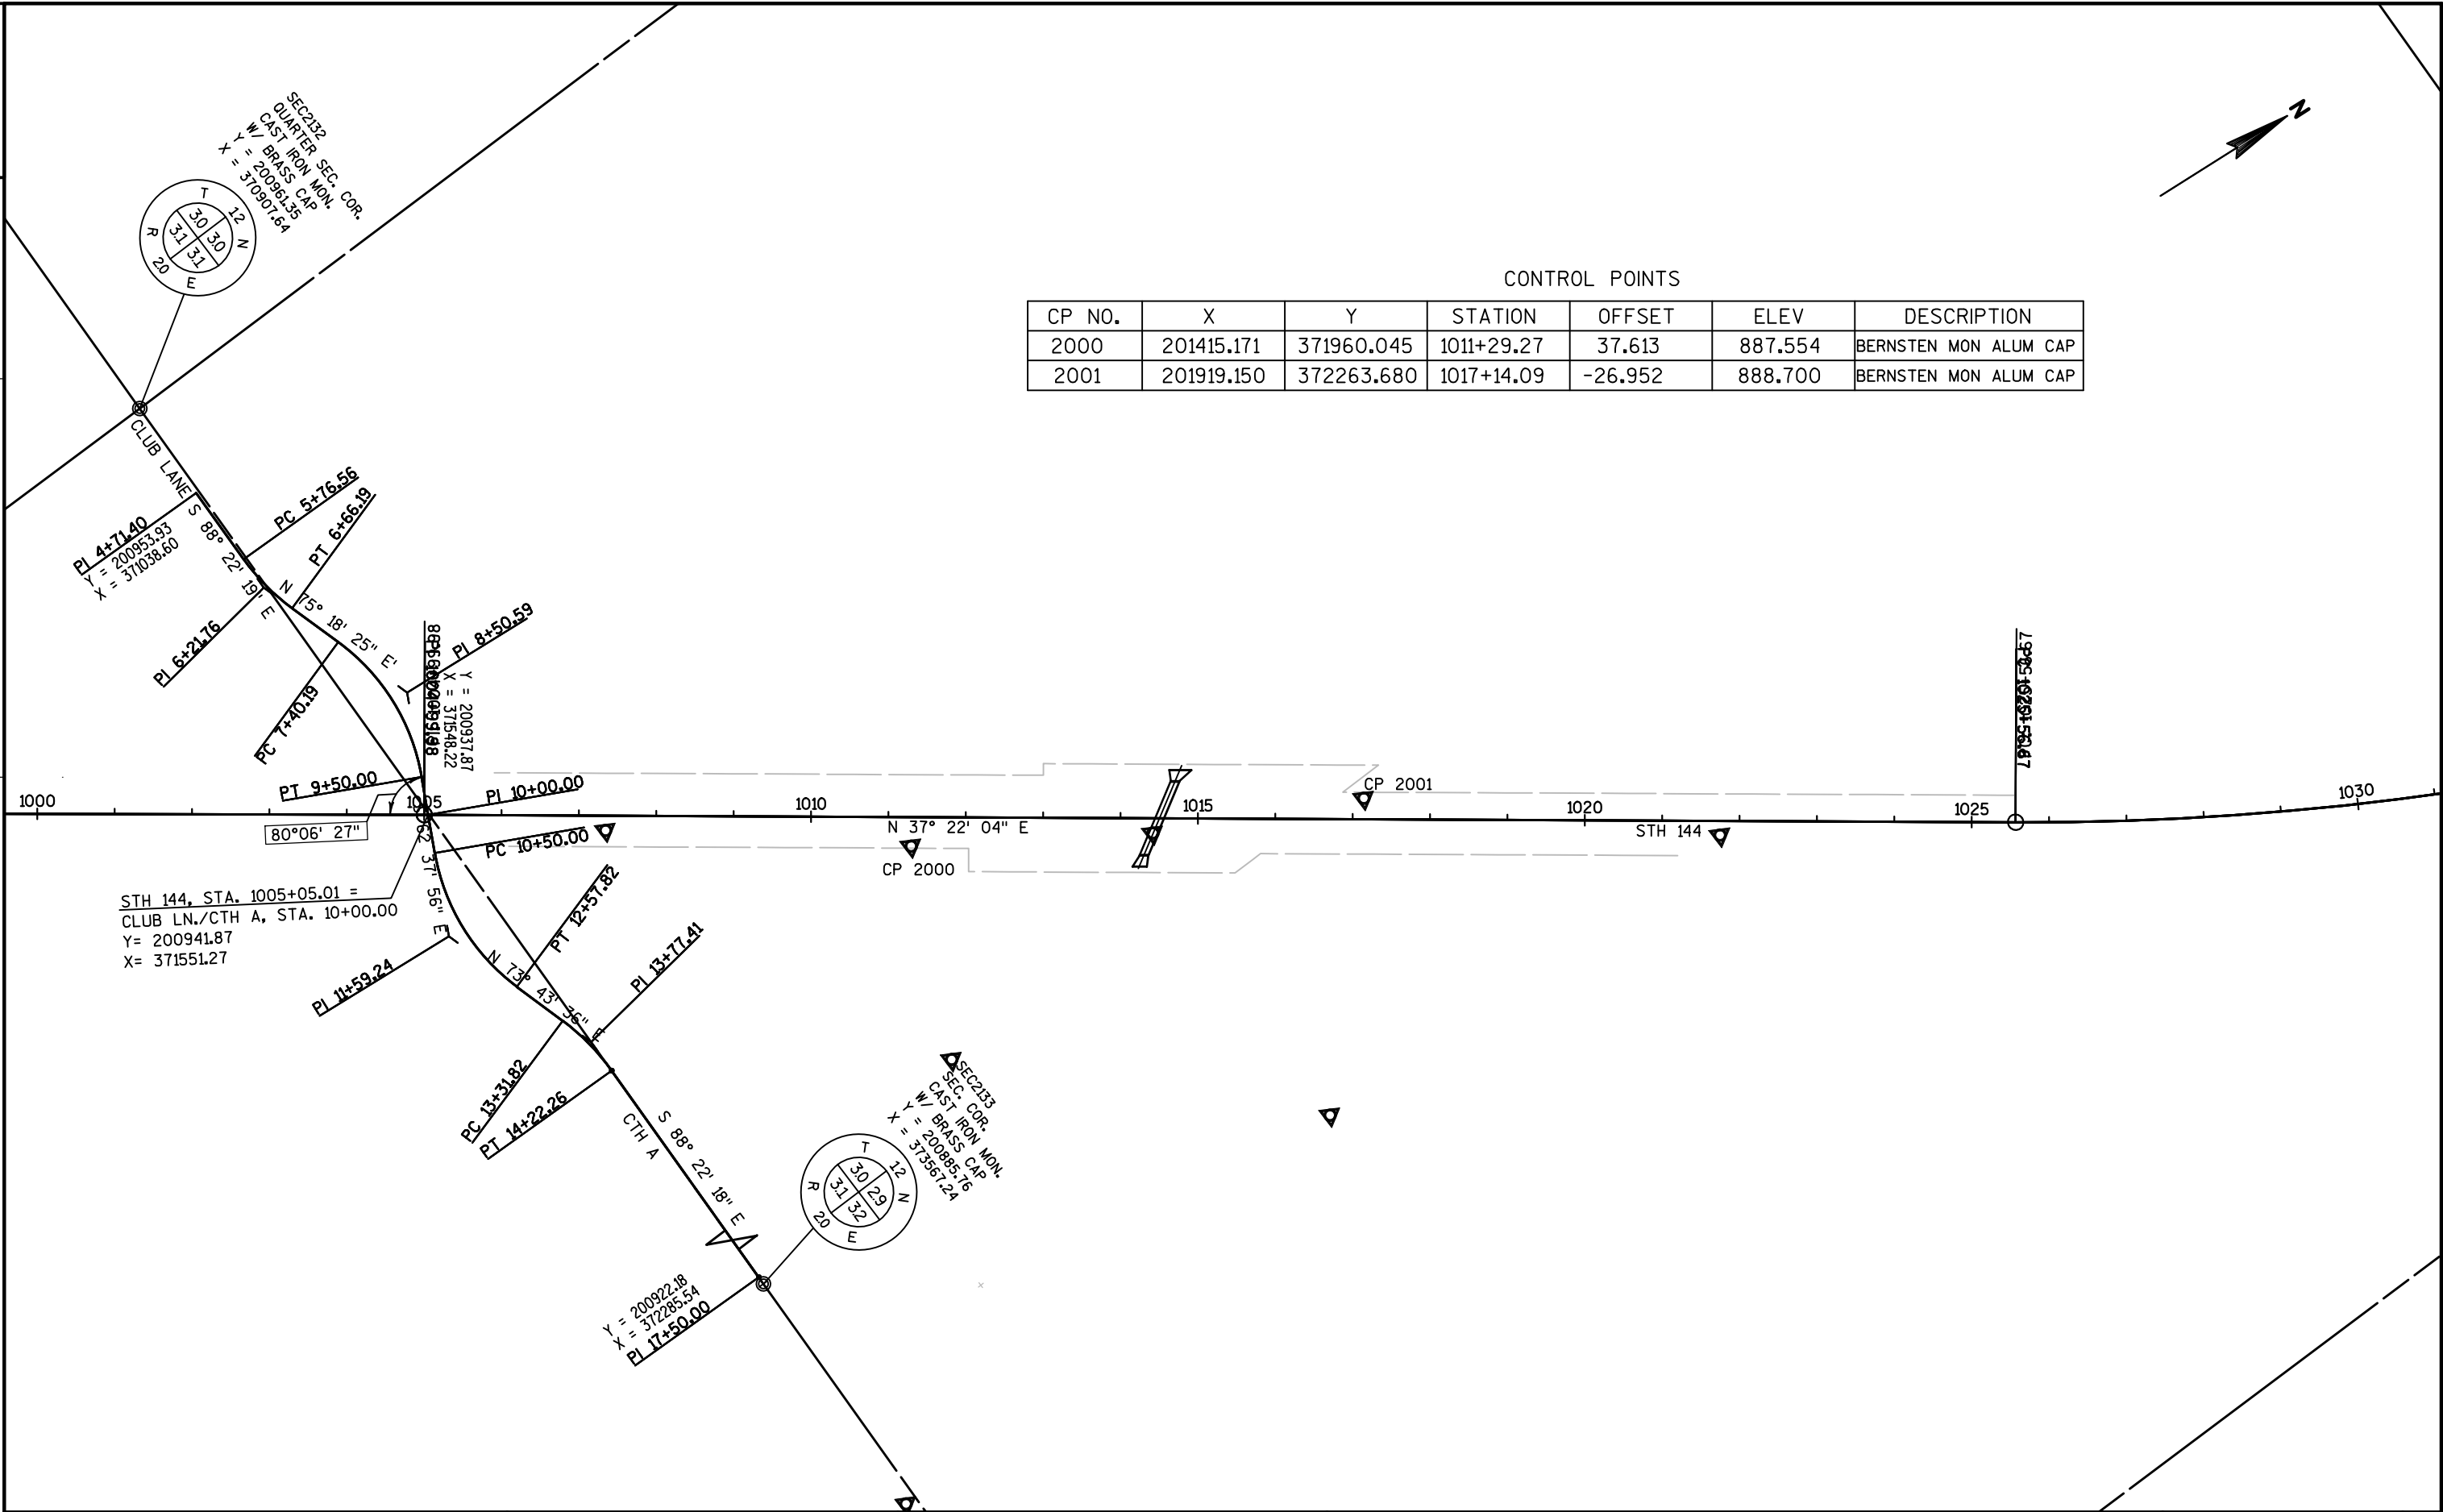 SEC2132
QUARTER SEC. COR.
CAST IRON MON.
W/ BRASS CAP
Y = 200961.35
X = 370907.64
T 12 N
R 20 E
30 30
31 31
N
CONTROL POINTS
CP NO. X Y STATION OFFSET ELEV DESCRIPTION
2000 201415.171 371960.045 1011+29.27 37.613 887.554 BERNSTEN MON ALUM CAP
2001 201919.150 372263.680 1017+14.09 -26.952 888.700 BERNSTEN MON ALUM CAP
CLUB LANE
S 88° 22' 19" E
PI 4+71.40
Y = 200953.93
X = 371038.60
PC 5+76.56
PT 6+66.19
PI 6+21.76
N 75° 18' 25" E'
PC 7+40.19
PI 8+50.59
Y = 200937.87
X = 371548.22
PT 9+50.00
PI 10+00.00
PC 10+50.00
80°06' 27"
1000
1005
1010
1015
1020
1025
1030
N 37° 22' 04" E
STH 144
CP 2001
CP 2000
62 37' 56" E
STH 144, STA. 1005+05.01 =
CLUB LN./CTH A, STA. 10+00.00
Y= 200941.87
X= 371551.27
PI 11+59.24
PT 12+57.82
N 73° 43' 36" E
PI 13+77.41
PC 13+31.82
PT 14+22.26
CTH A
S 88° 22' 18" E
SEC2133
SEC. COR.
CAST IRON MON.
W/ BRASS CAP
Y = 200885.76
X = 373567.24
T 12 N
R 20 E
30 29
31 32
Y = 200922.18
X = 372285.54
PI 17+50.00